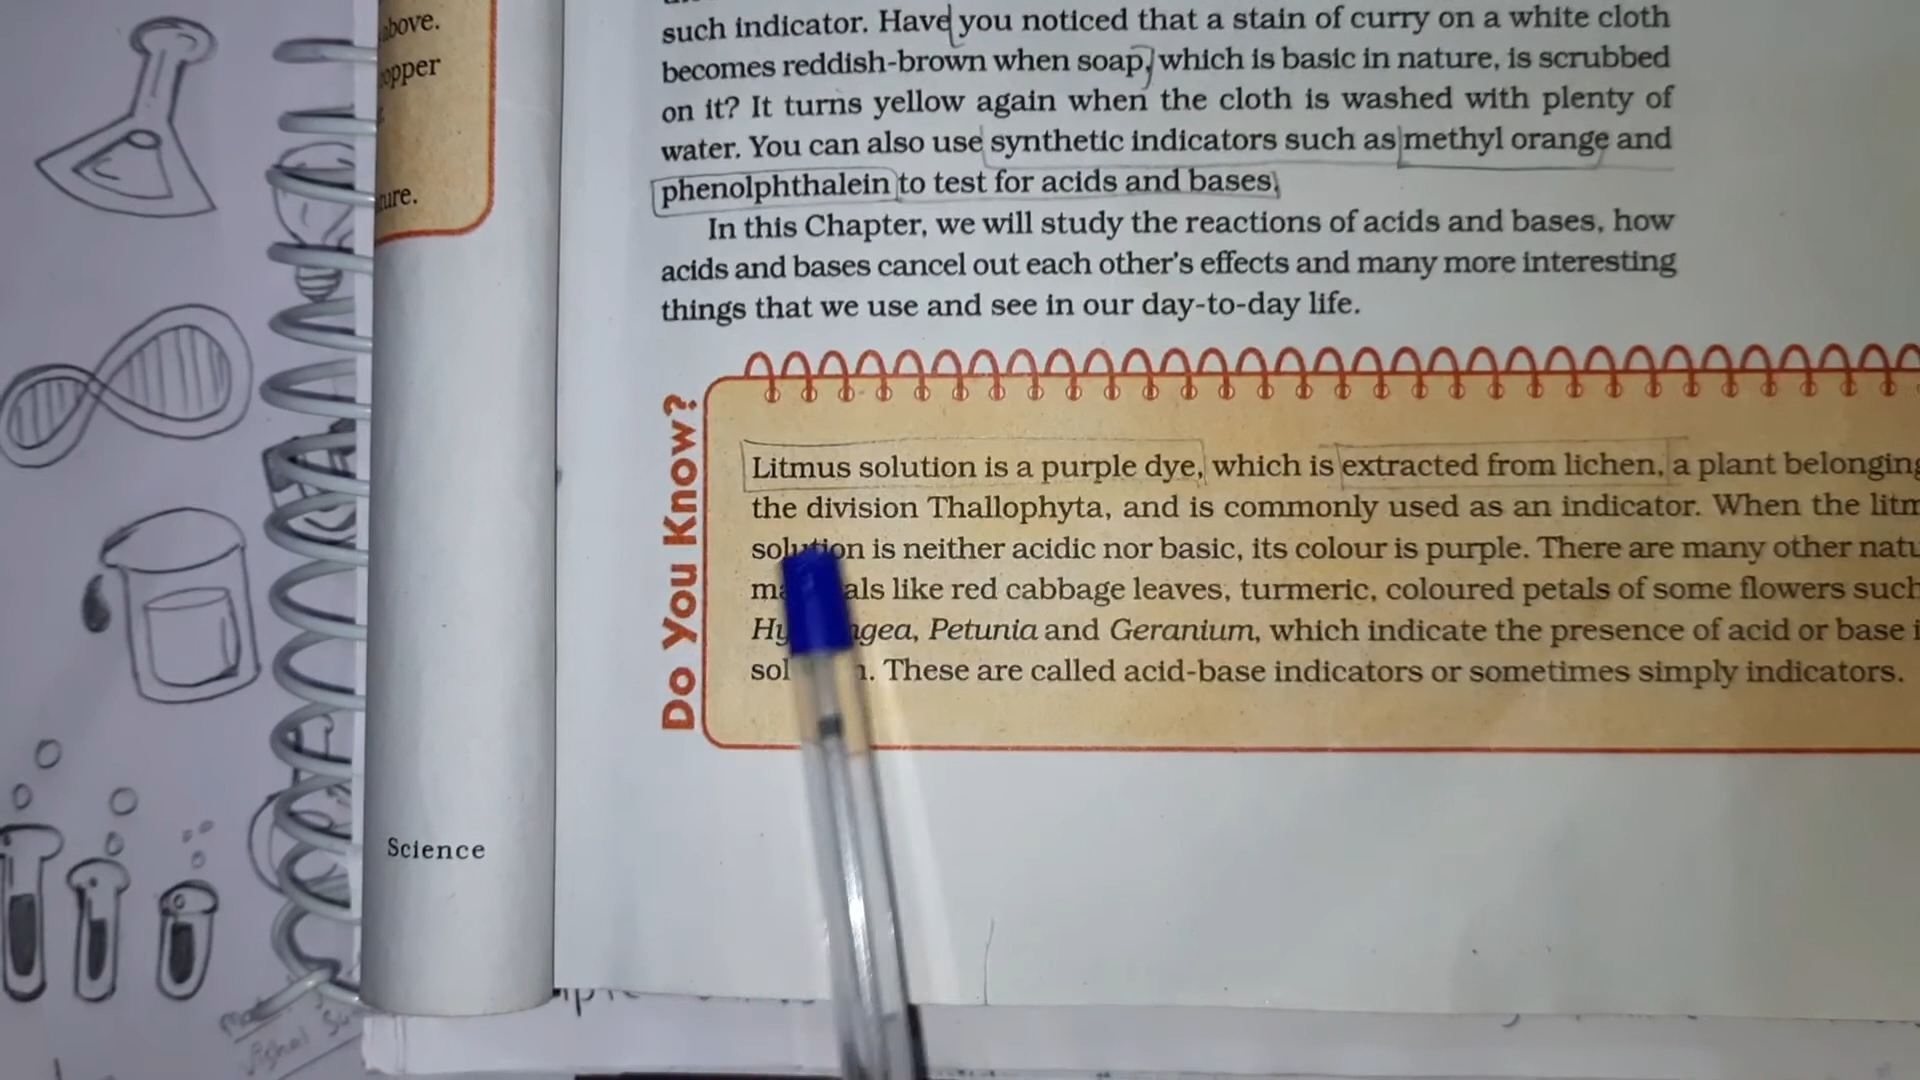 above.
opper
ture.
such indicator. Have you noticed that a stain of curry on a white cloth
becomes reddish-brown when soap, which is basic in nature, is scrubbed
on it? It turns yellow again when the cloth is washed with plenty of
water. You can also use synthetic indicators such as methyl orange and
phenolphthalein to test for acids and bases.
In this Chapter, we will study the reactions of acids and bases, how
acids and bases cancel out each other's effects and many more interesting
things that we use and see in our day-to-day life.
Do You Know?
Litmus solution is a purple dye, which is extracted from lichen, a plant belonging
the division Thallophyta, and is commonly used as an indicator. When the litm
solution is neither acidic nor basic, its colour is purple. There are many other natu
als like red cabbage leaves, turmeric, coloured petals of some flowers such
Hy ngea, Petunia and Geranium, which indicate the presence of acid or base i
sol n. These are called acid-base indicators or sometimes simply indicators.
Science